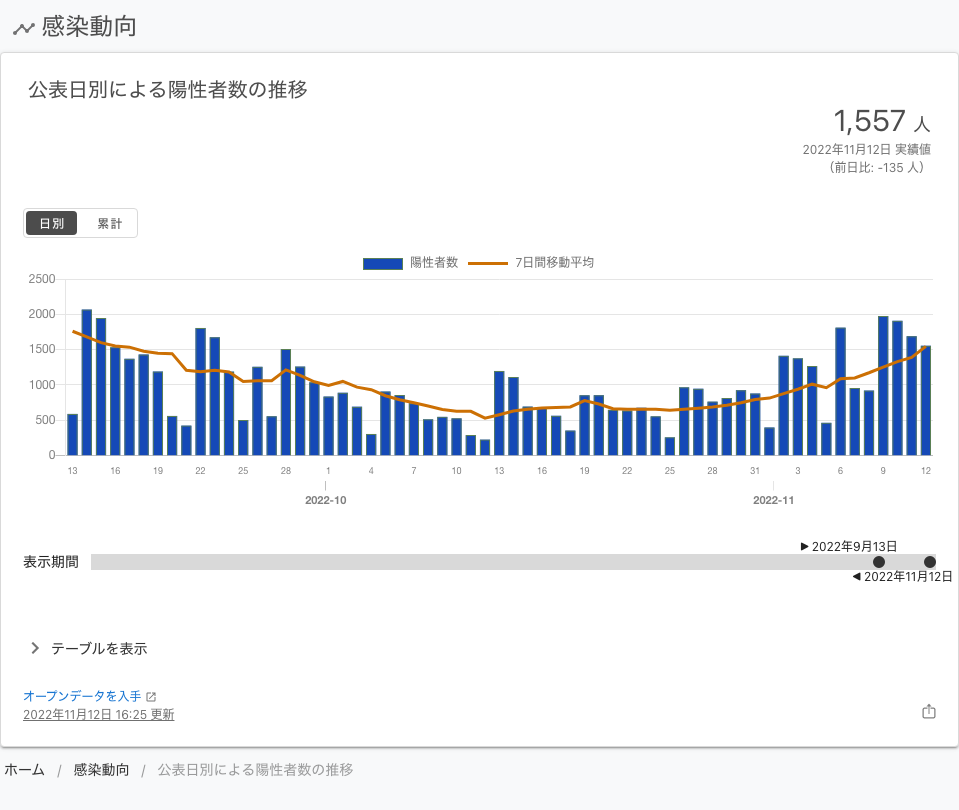 感染動向
公表日別による陽性者数の推移
1,557 人
2022年11月12日 実績値
（前日比: -135 人）
日別 累計
陽性者数 7日間移動平均
2500
2000
1500
1000
500
0
13 16 19 22 25 28 1 4 7 10 13 16 19 22 25 28 31 3 6 9 12
2022-10 2022-11
2022年9月13日
表示期間
2022年11月12日
テーブルを表示
オープンデータを入手
2022年11月12日 16:25 更新
ホーム / 感染動向 / 公表日別による陽性者数の推移